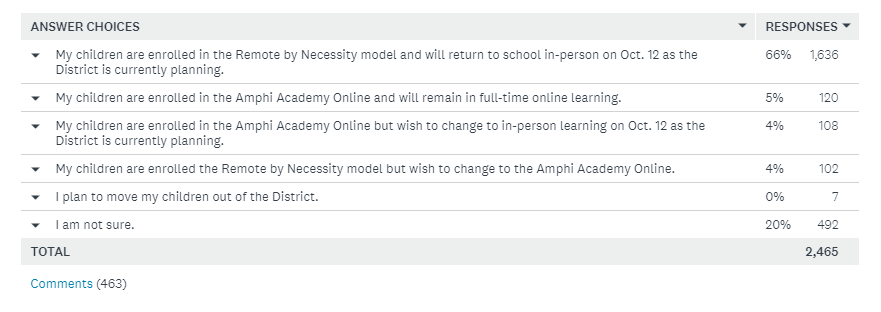 ANSWER CHOICES RESPONSES
My children are enrolled in the Remote by Necessity model and will return to school in-person on Oct. 12 as the 66% 1,636
District is currently planning.
My children are enrolled in the Amphi Academy Online and will remain in full-time online learning. 5% 120
My children are enrolled in the Amphi Academy Online but wish to change to in-person learning on Oct. 12 as the 4% 108
District is currently planning.
My children are enrolled the Remote by Necessity model but wish to change to the Amphi Academy Online. 4% 102
I plan to move my children out of the District. 0% 7
I am not sure. 20% 492
TOTAL 2,465
Comments (463)